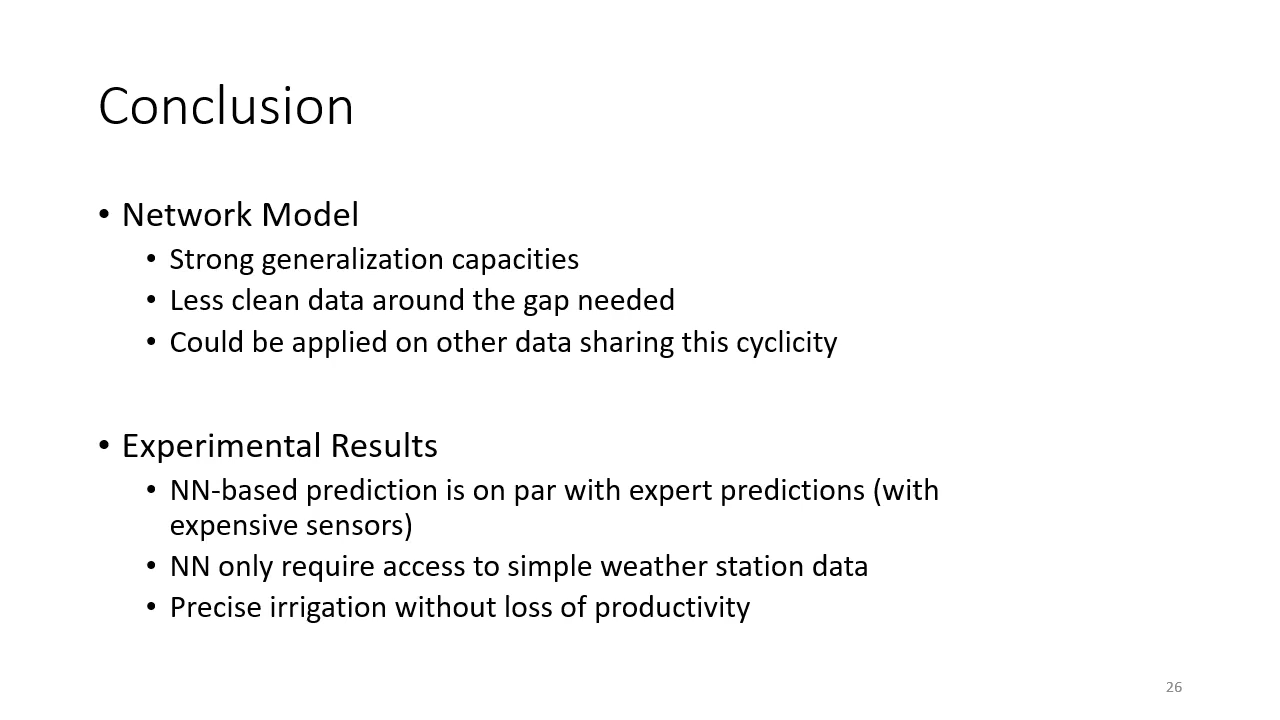 Conclusion
• Network Model
• Strong generalization capacities
• Less clean data around the gap needed
• Could be applied on other data sharing this cyclicity
• Experimental Results
• NN-based prediction is on par with expert predictions (with
expensive sensors)
• NN only require access to simple weather station data
• Precise irrigation without loss of productivity
26